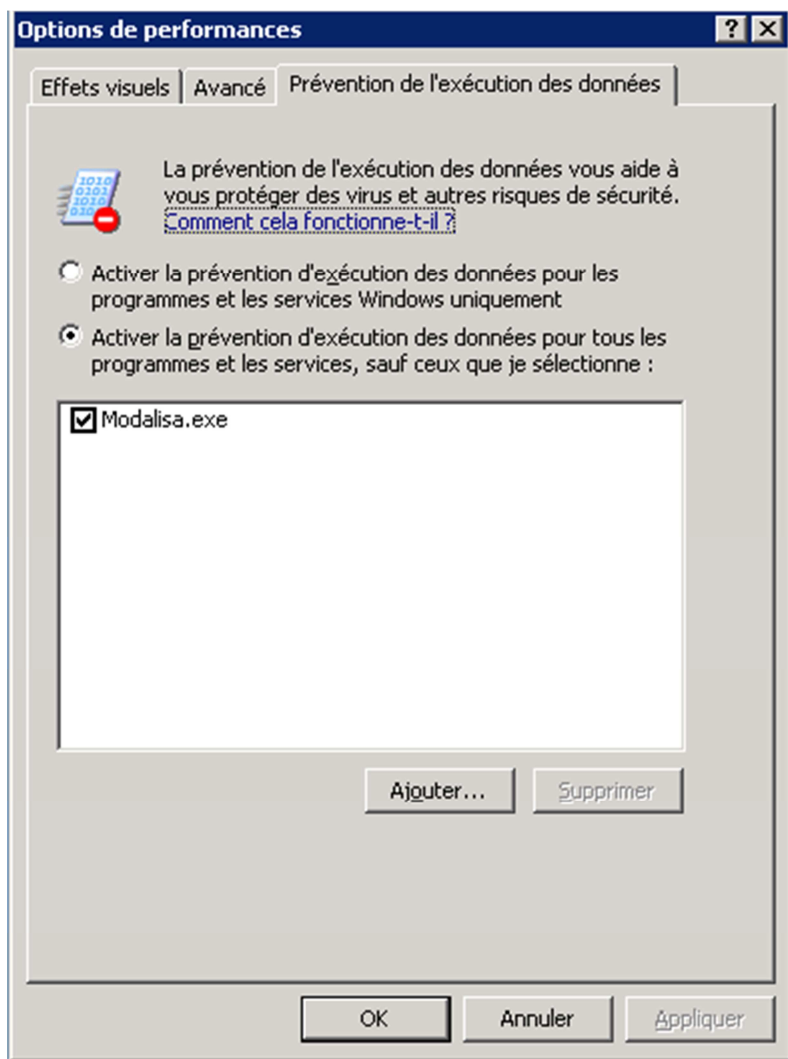 Options de performances
Effets visuels Avancé Prévention de l'exécution des données
La prévention de l'exécution des données vous aide à
vous protéger des virus et autres risques de sécurité.
Comment cela fonctionne-t-il ?
Activer la prévention d'exécution des données pour les
programmes et les services Windows uniquement
Activer la prévention d'exécution des données pour tous les
programmes et les services, sauf ceux que je sélectionne :
Modalisa.exe
Ajouter... Supprimer
OK Annuler Appliquer